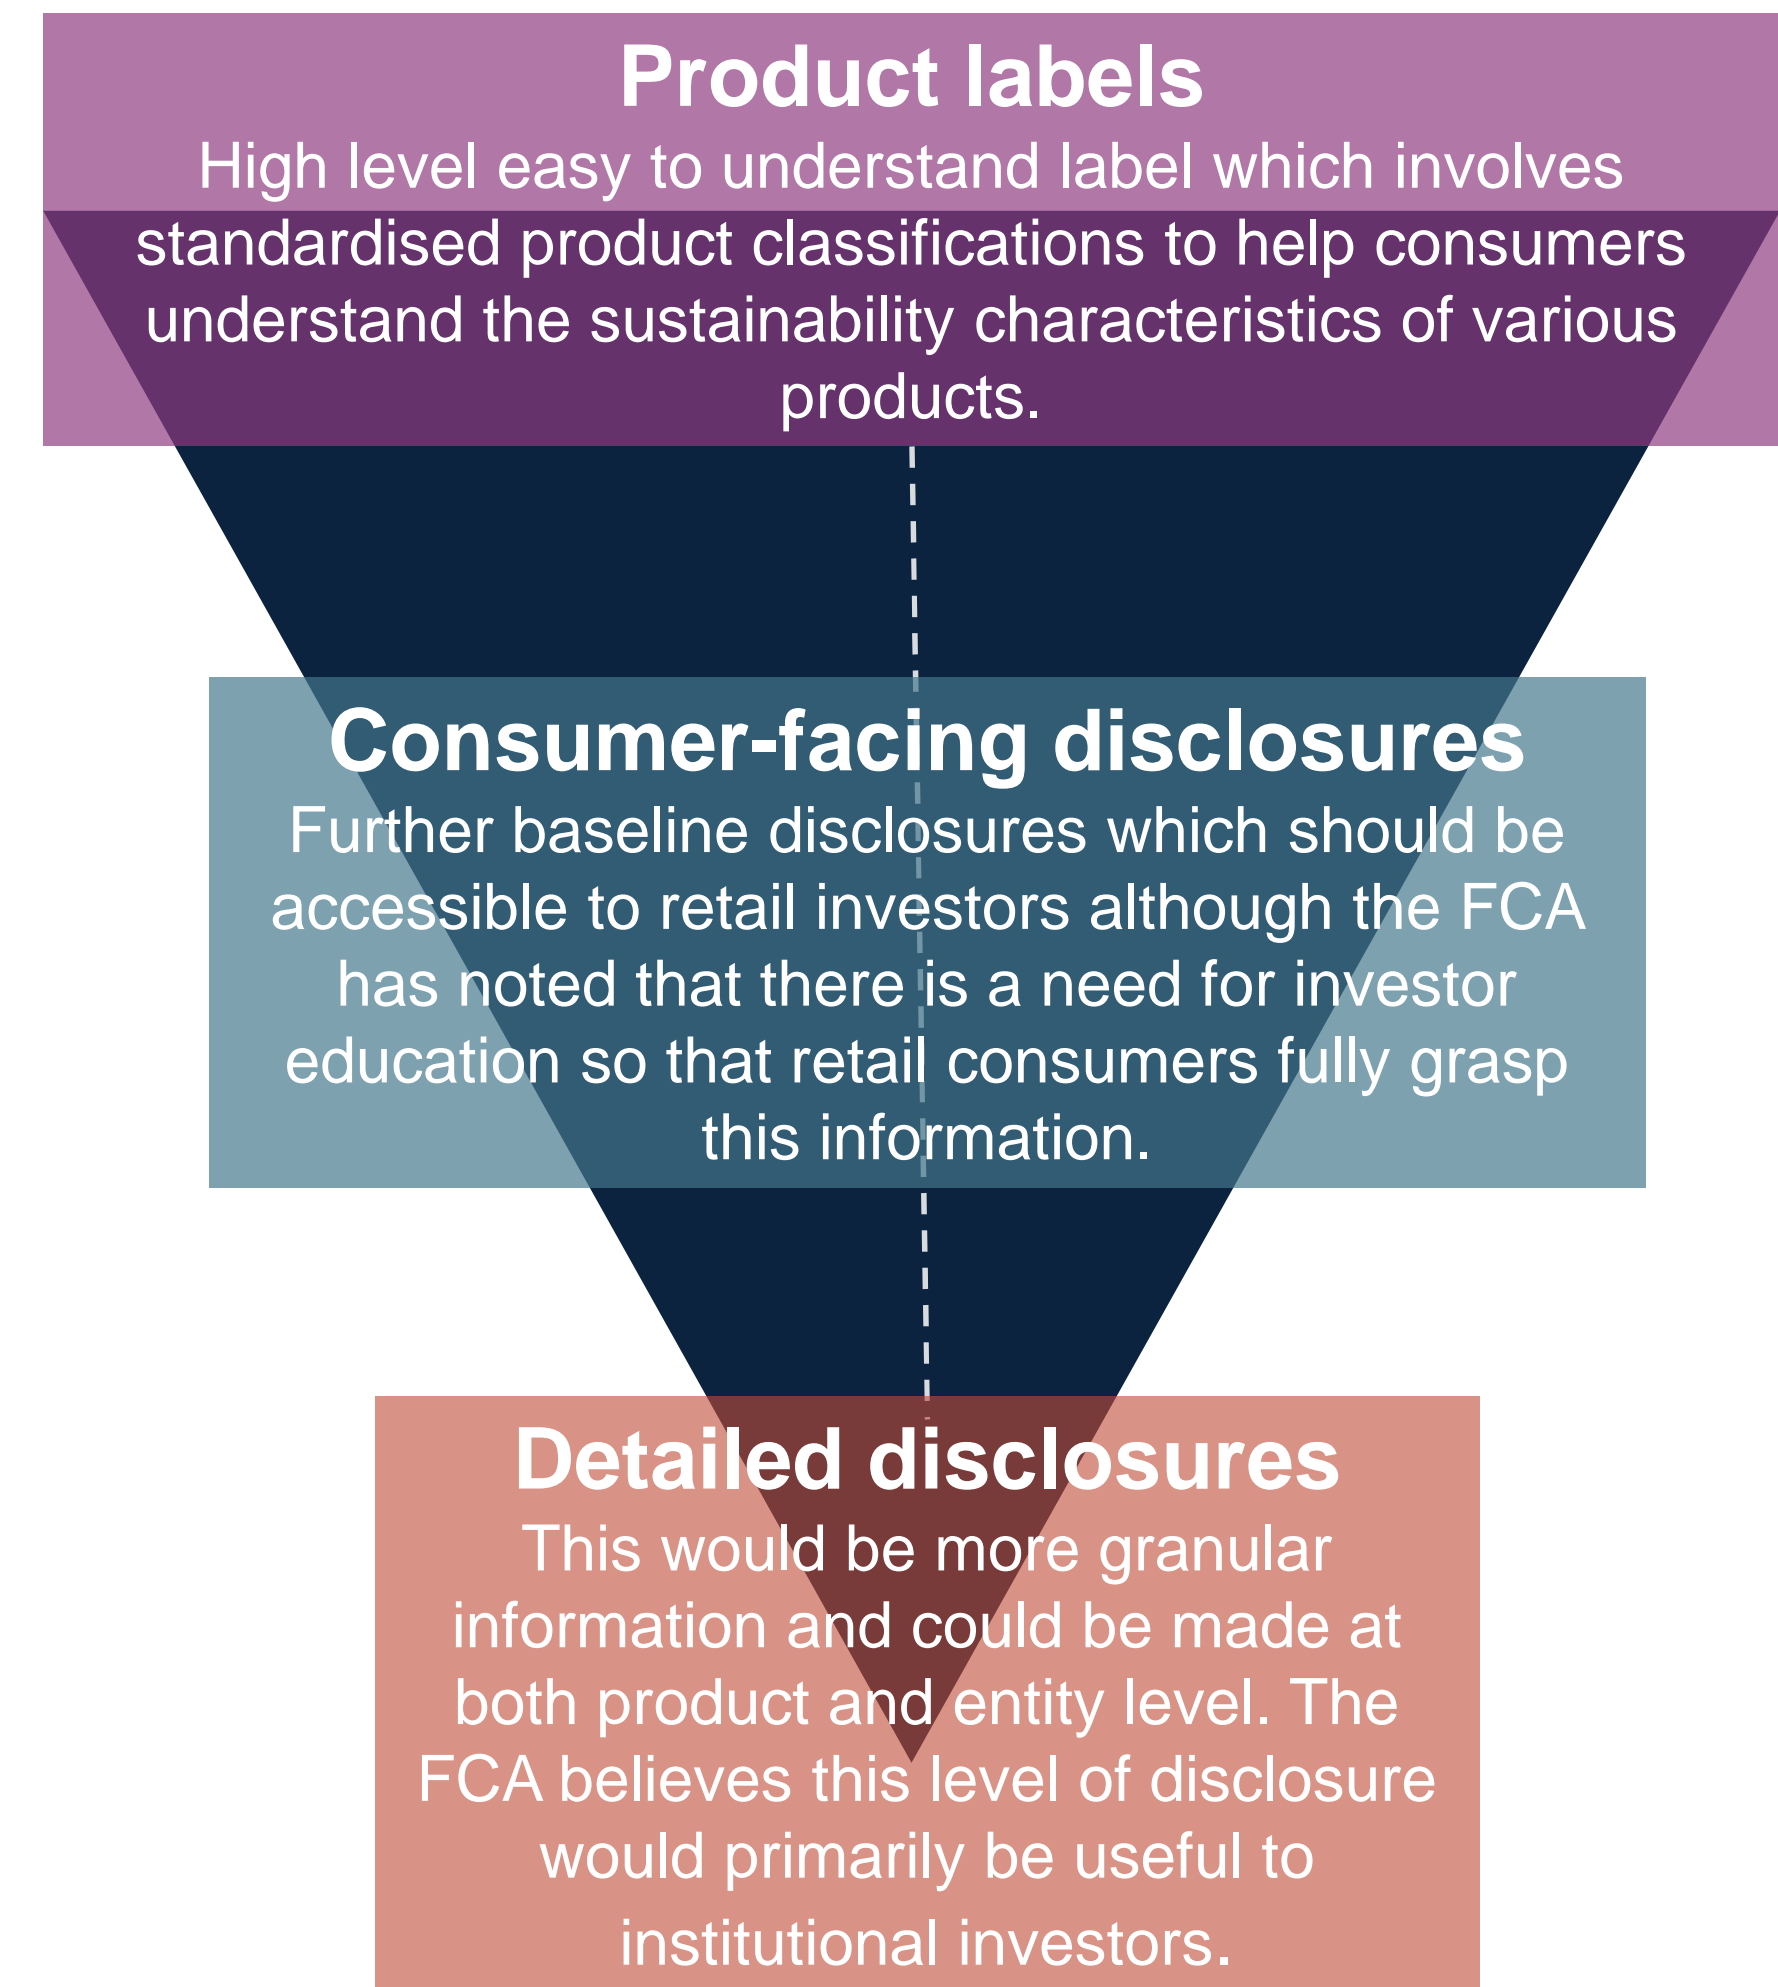 Product labels
High level easy to understand label which involves
standardised product classifications to help consumers
understand the sustainability characteristics of various
products.
Consumer-facing disclosures
Further baseline disclosures which should be
accessible to retail investors although the FCA
has noted that there is a need for investor
education so that retail consumers fully grasp
this information.
Detailed disclosures
This would be more granular
information and could be made at
both product and entity level. The
FCA believes this level of disclosure
would primarily be useful to
institutional investors.